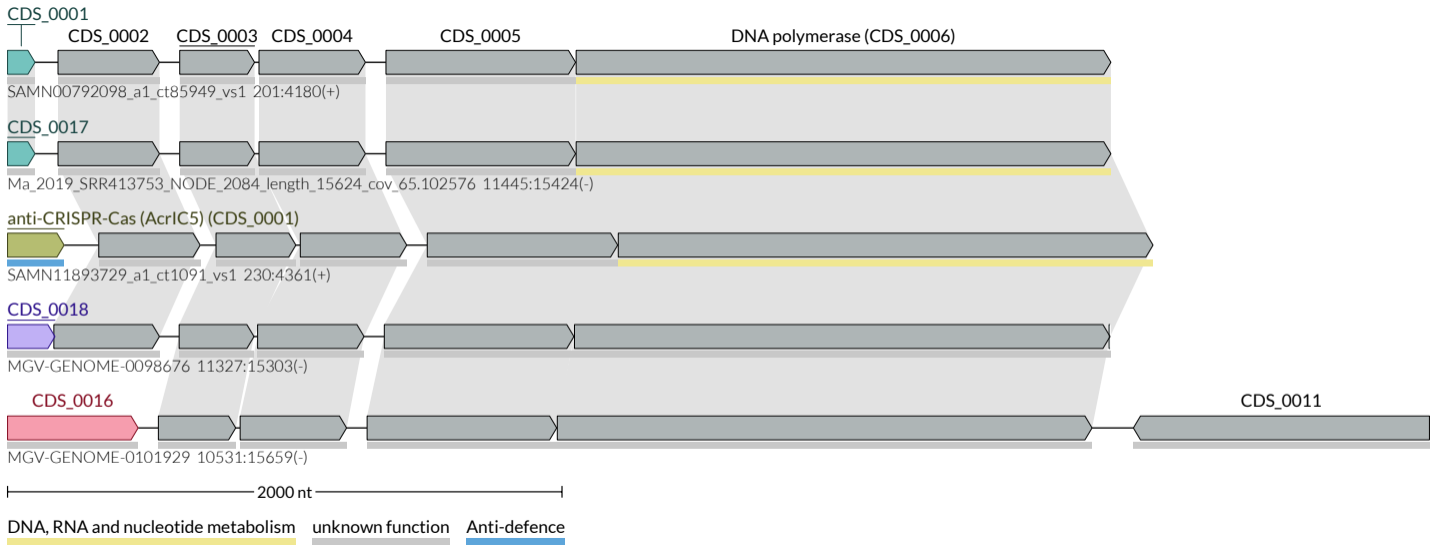 CDS_0001
CDS_0002 CDS_0003 CDS_0004 CDS_0005 DNA polymerase (CDS_0006)
SAMN00792098_a1_ct85949_vs1 201:4180(+)
CDS_0017
Ma_2019_SRR413753_NODE_2084_length_15624_cov_65.102576 11445:15424(-)
anti-CRISPR-Cas (AcrIC5) (CDS_0001)
SAMN11893729_a1_ct1091_vs1 230:4361(+)
CDS_0018
MGV-GENOME-0098676 11327:15303(-)
CDS_0016 CDS_0011
MGV-GENOME-0101929 10531:15659(-)
2000 nt
DNA, RNA and nucleotide metabolism unknown function Anti-defence